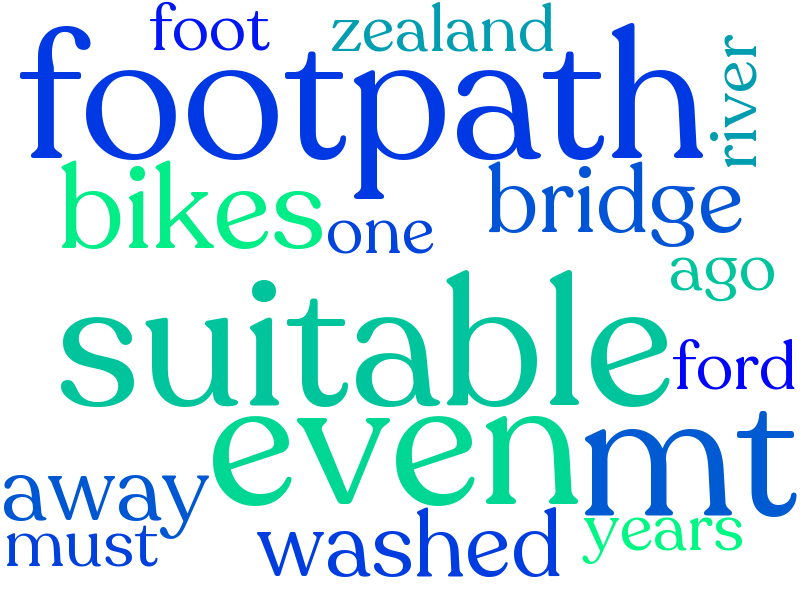 foot
zealand
footpath
river
bikes
one
bridge
ago
suitable
ford
even
mt
away
must
washed
years